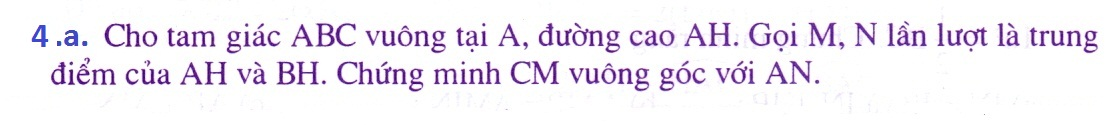 4 .a. Cho tam giác ABC vuông tại A, đường cao AH. Gọi M, N lần lượt là trung
điểm của AH và BH. Chứng minh CM vuông góc với AN.